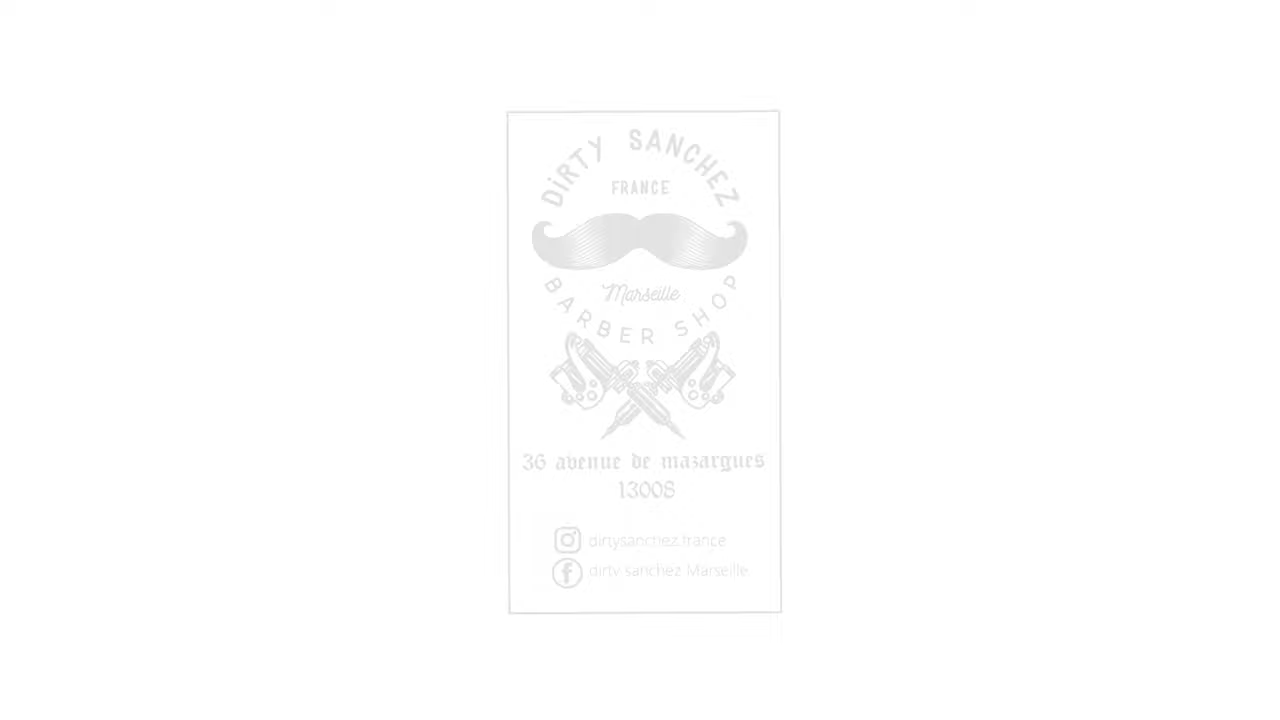 DiRTY SANCHEZ
FRANCE
Marseille
BARBER SHOP
36 avenue de mazargues
13008
dirtysanchez.france
dirty sanchez Marseille